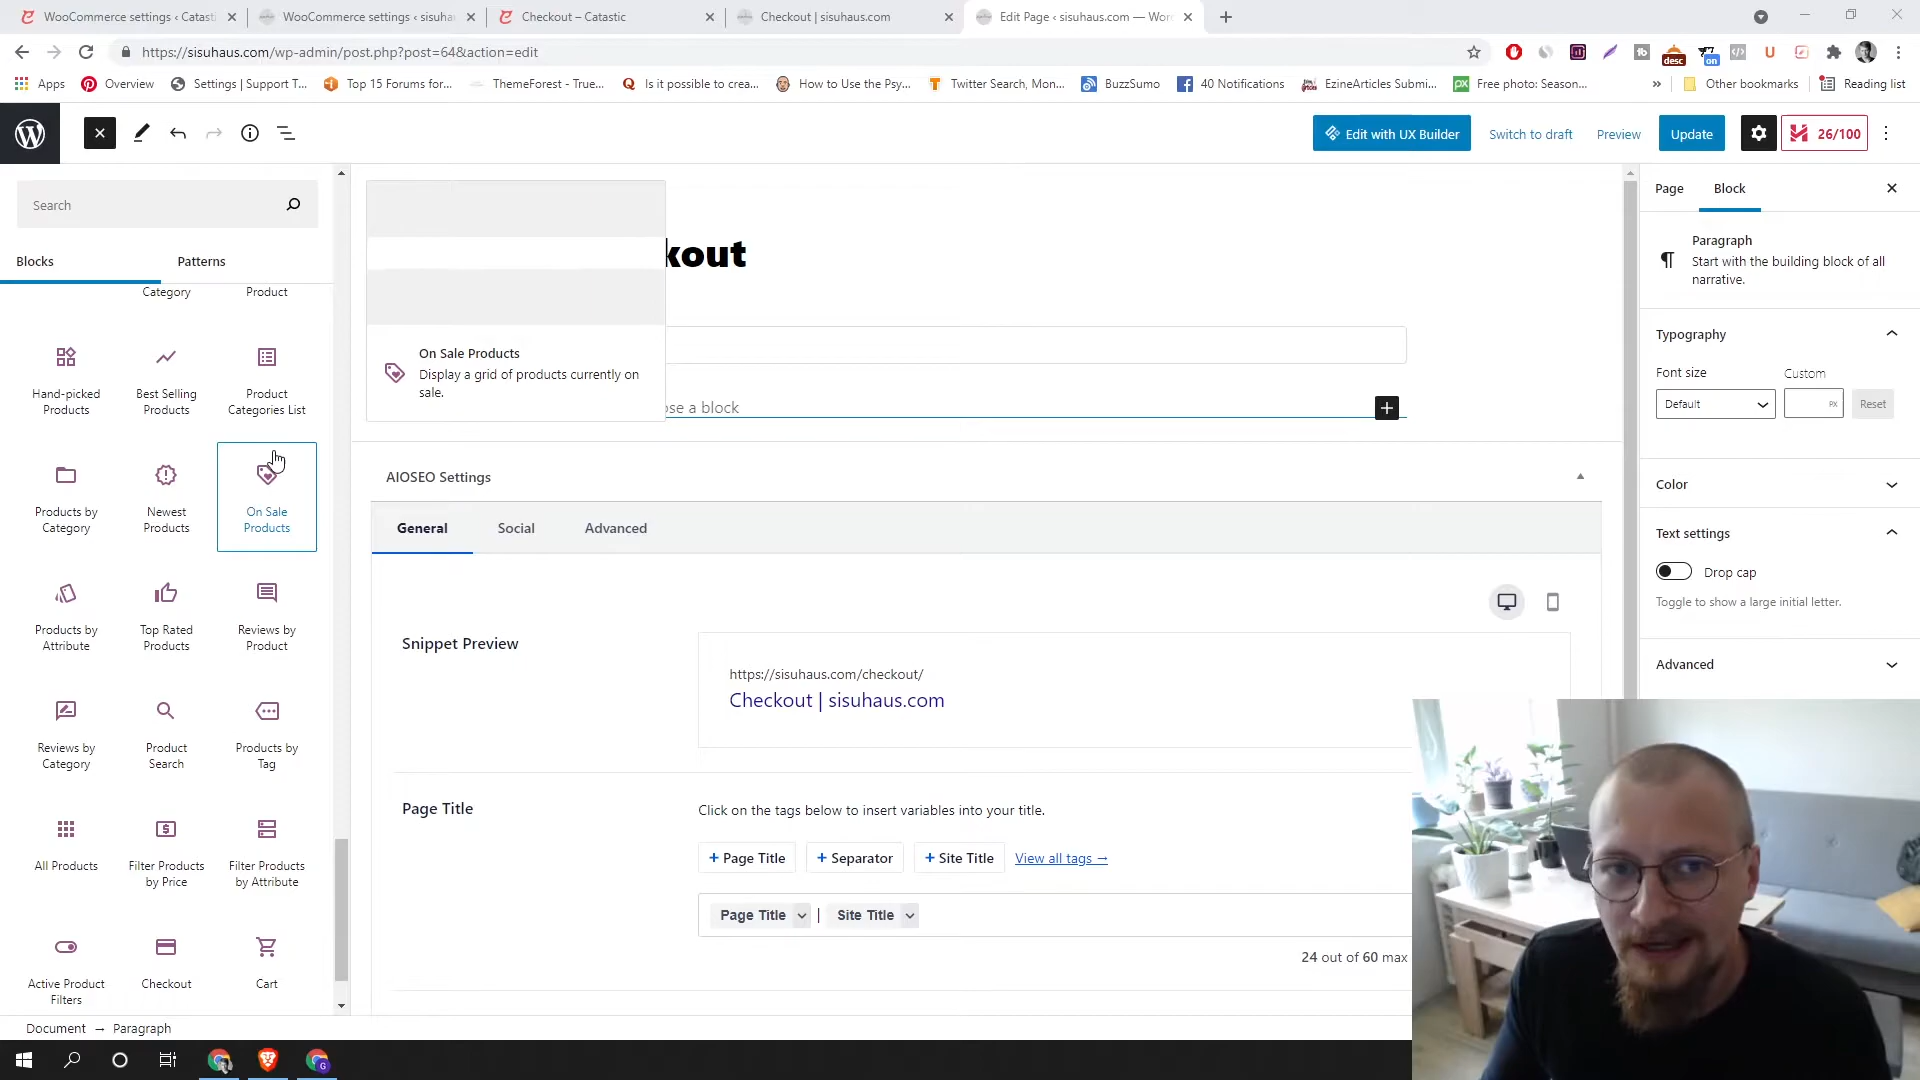 WooCommerce settings ‹ Catasti
WooCommerce settings ‹ sisuha
Checkout – Catastic
Checkout | sisuhaus.com
Edit Page ‹ sisuhaus.com — Wor
https://sisuhaus.com/wp-admin/post.php?post=64&action=edit
desc
on
Apps
Overview
Settings | Support T...
Top 15 Forums for...
ThemeForest - True...
Is it possible to crea...
How to Use the Psy...
Twitter Search, Mon...
BuzzSumo
40 Notifications
EzineArticles Submi...
Free photo: Season...
»
Other bookmarks
Reading list
Edit with UX Builder
Switch to draft
Preview
Update
26/100
Search
Blocks
Patterns
Category
Product
Hand-picked
Products
Best Selling
Products
Product
Categories List
Products by
Category
Newest
Products
On Sale
Products
Products by
Attribute
Top Rated
Products
Reviews by
Product
Reviews by
Category
Product
Search
Products by
Tag
All Products
Filter Products
by Price
Filter Products
by Attribute
Active Product
Filters
Checkout
Cart
Document → Paragraph
kout
On Sale Products
Display a grid of products currently on
sale.
ose a block
AIOSEO Settings
General
Social
Advanced
Snippet Preview
https://sisuhaus.com/checkout/
Checkout | sisuhaus.com
Page Title
Click on the tags below to insert variables into your title.
+ Page Title
+ Separator
+ Site Title
View all tags →
Page Title | Site Title
24 out of 60 max
Page
Block
Paragraph
Start with the building block of all
narrative.
Typography
Font size
Custom
Default
PX
Reset
Color
Text settings
Drop cap
Toggle to show a large initial letter.
Advanced